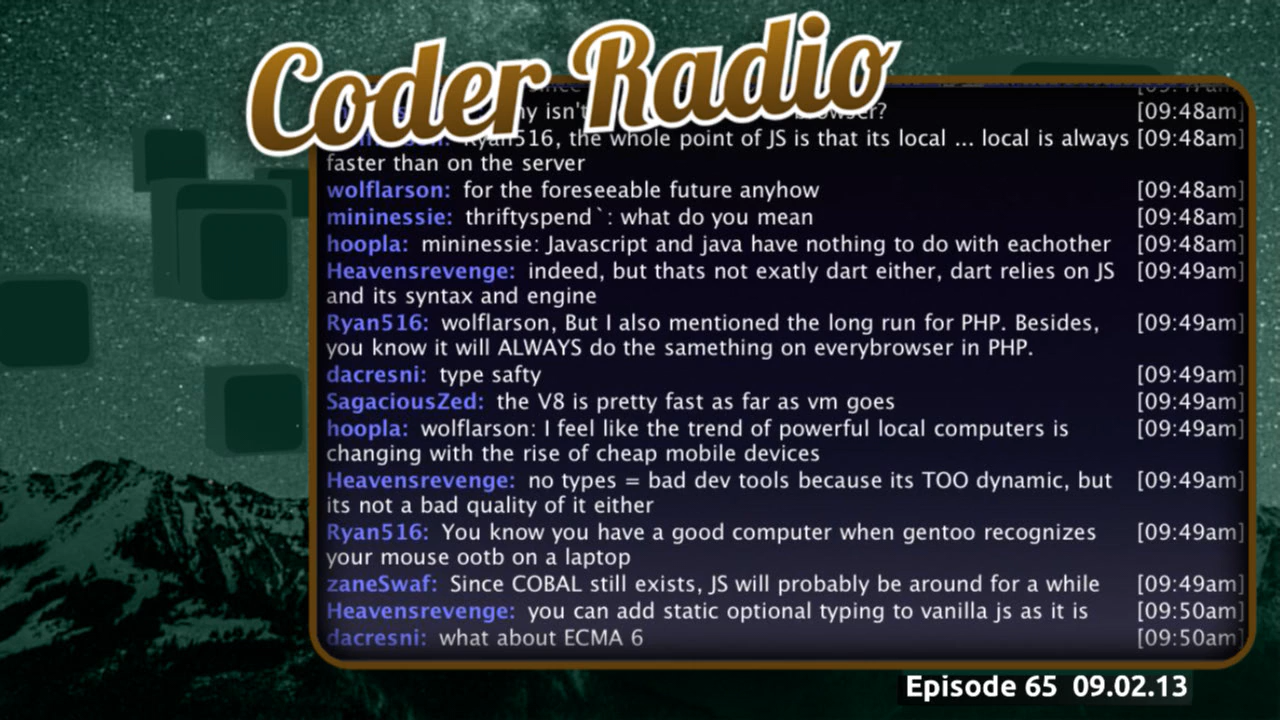 Coder Radio
[09:48am]
Ryan516, the whole point of JS is that its local ... local is always [09:48am]
faster than on the server
wolflarson: for the foreseeable future anyhow [09:48am]
mininessie: thriftyspend`: what do you mean [09:48am]
hoopla: mininessie: Javascript and java have nothing to do with eachother [09:48am]
Heavensrevenge: indeed, but thats not exatly dart either, dart relies on JS [09:49am]
and its syntax and engine
Ryan516: wolflarson, But I also mentioned the long run for PHP. Besides, [09:49am]
you know it will ALWAYS do the samething on everybrowser in PHP.
dacresni: type safty [09:49am]
SagaciousZed: the V8 is pretty fast as far as vm goes [09:49am]
hoopla: wolflarson: I feel like the trend of powerful local computers is [09:49am]
changing with the rise of cheap mobile devices
Heavensrevenge: no types = bad dev tools because its TOO dynamic, but [09:49am]
its not a bad quality of it either
Ryan516: You know you have a good computer when gentoo recognizes [09:49am]
your mouse ootb on a laptop
zaneSwaf: Since COBAL still exists, JS will probably be around for a while [09:49am]
Heavensrevenge: you can add static optional typing to vanilla js as it is [09:50am]
dacresni: what about ECMA 6 [09:50am]
Episode 65 09.02.13